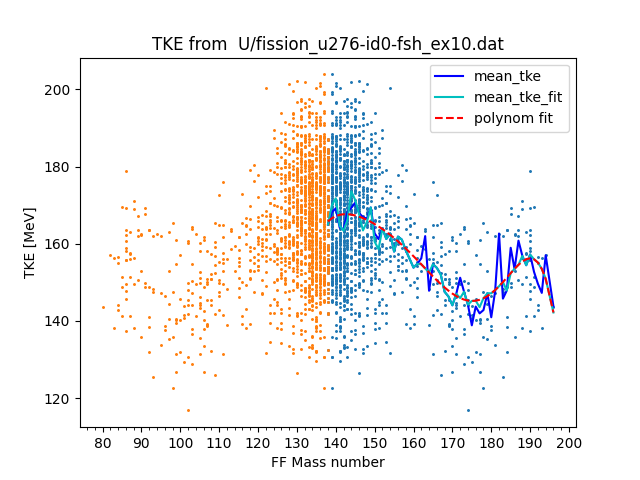 TKE from  U/fission_u276-id0-fsh_ex10.dat
mean_tke
mean_tke_fit
polynom fit
TKE [MeV]
200
180
160
140
120
80 90 100 110 120 130 140 150 160 170 180 190 200
FF Mass number